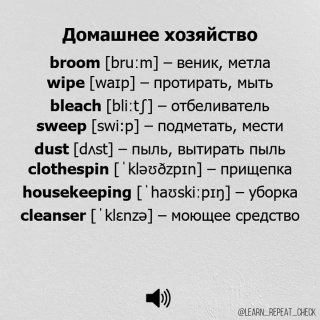 Домашнее хозяйство
broom [bruːm] – веник, метла
wipe [waɪp] – протирать, мыть
bleach [bliːtʃ] – отбеливатель
sweep [swiːp] – подметать, мести
dust [dʌst] – пыль, вытирать пыль
clothespin [ˈkləʊðzpɪn] – прищепка
housekeeping [ˈhaʊskiːpɪŋ] – уборка
cleanser [ˈklɛnzə] – моющее средство
@LEARN_REPEAT_CHECK